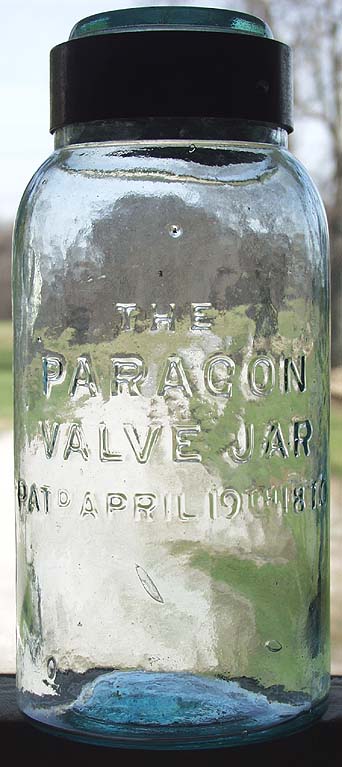 THE
PARAGON
VALVE JAR
PATD APRIL 19TH 1870